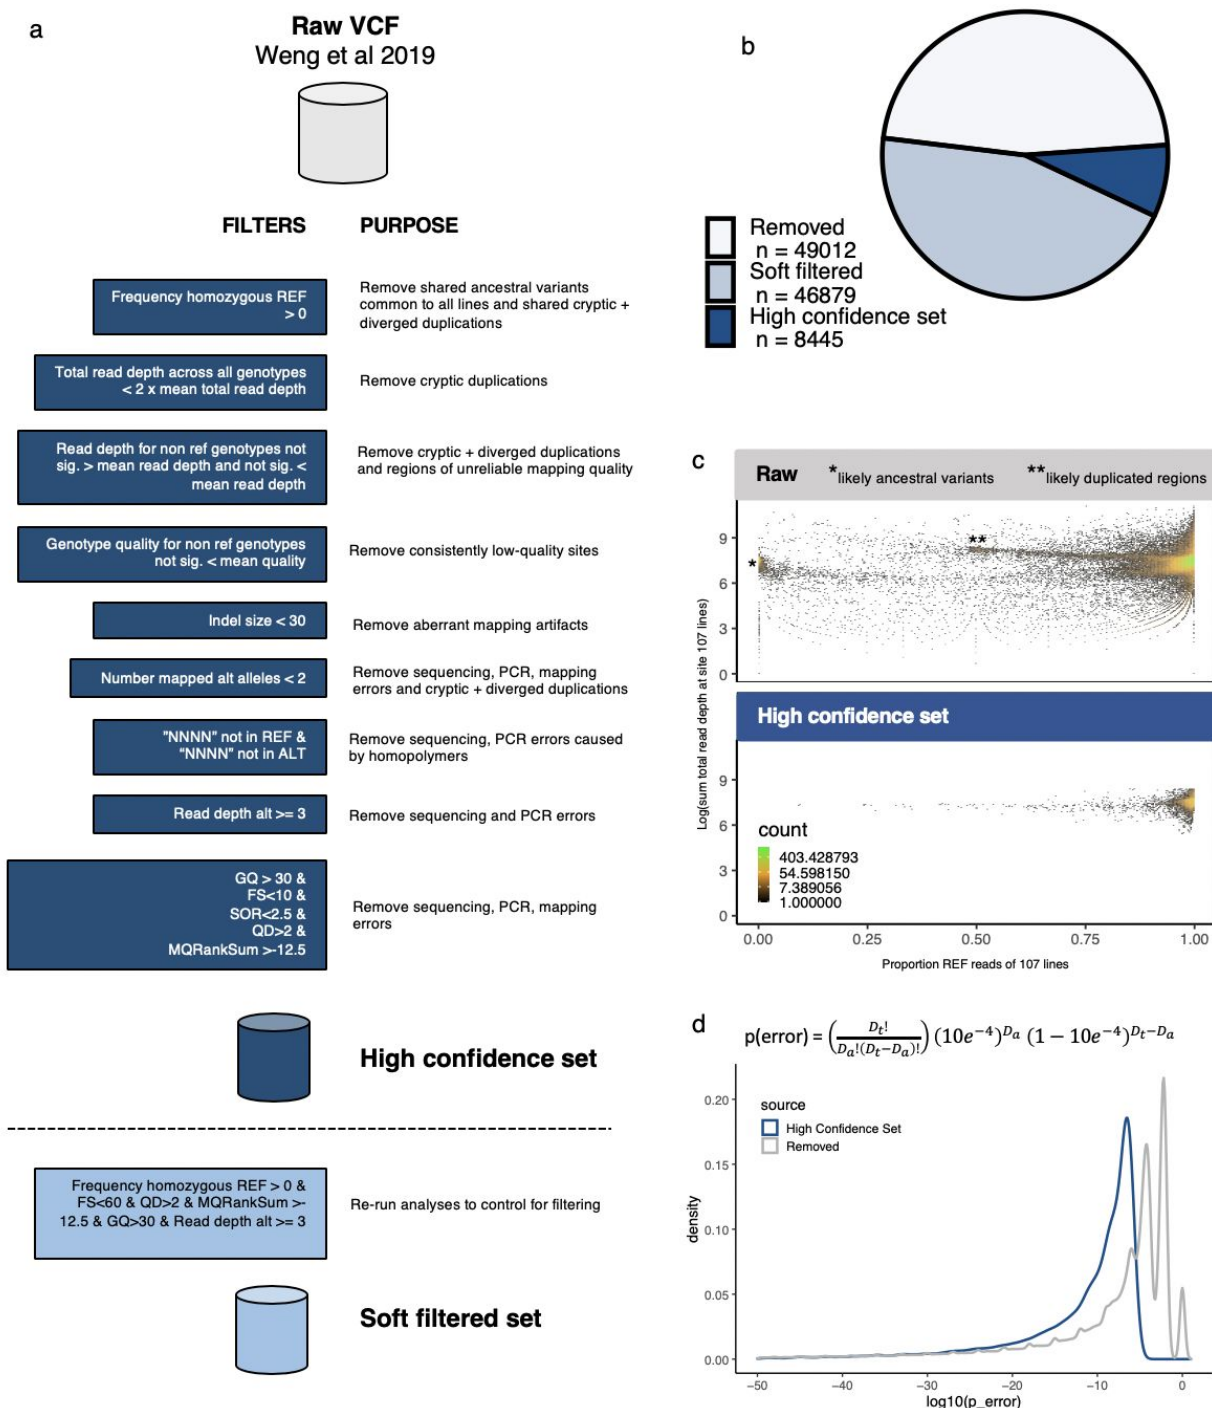 a
Raw VCF
Weng et al 2019
FILTERS
PURPOSE
Frequency homozygous REF
> 0
Remove shared ancestral variants
common to all lines and shared cryptic +
diverged duplications
Total read depth across all genotypes
< 2 x mean total read depth
Remove cryptic duplications
Read depth for non ref genotypes not
sig. > mean read depth and not sig. <
mean read depth
Remove cryptic + diverged duplications
and regions of unreliable mapping quality
Genotype quality for non ref genotypes
not sig. < mean quality
Remove consistently low-quality sites
Indel size < 30
Remove aberrant mapping artifacts
Number mapped alt alleles < 2
Remove sequencing, PCR, mapping
errors and cryptic + diverged duplications
"NNNN" not in REF &
"NNNN" not in ALT
Remove sequencing, PCR errors caused
by homopolymers
Read depth alt >= 3
Remove sequencing and PCR errors
GQ > 30 &
FS<10 &
SOR<2.5 &
QD>2 &
MQRankSum >-12.5
Remove sequencing, PCR, mapping
errors
High confidence set
Frequency homozygous REF > 0 &
FS<60 & QD>2 & MQRankSum >-
12.5 & GQ>30 & Read depth alt >= 3
Re-run analyses to control for filtering
Soft filtered set
b
Removed
n = 49012
Soft filtered
n = 46879
High confidence set
n = 8445
c
Raw
*likely ancestral variants
**likely duplicated regions
9
6
3
0
*
**
High confidence set
9
6
3
0
Log(sum total read depth at site 107 lines)
count
403.428793
54.598150
7.389056
1.000000
0.00
0.25
0.50
0.75
1.00
Proportion REF reads of 107 lines
d
p(error) = (Dₜ! / Dₐ!(Dₜ−Dₐ)!) (10e⁻⁴)^Dₐ (1 − 10e⁻⁴)^Dₜ−Dₐ
source
High Confidence Set
Removed
density
0.20
0.15
0.10
0.05
0.00
-50
-40
-30
-20
-10
0
log10(p_error)